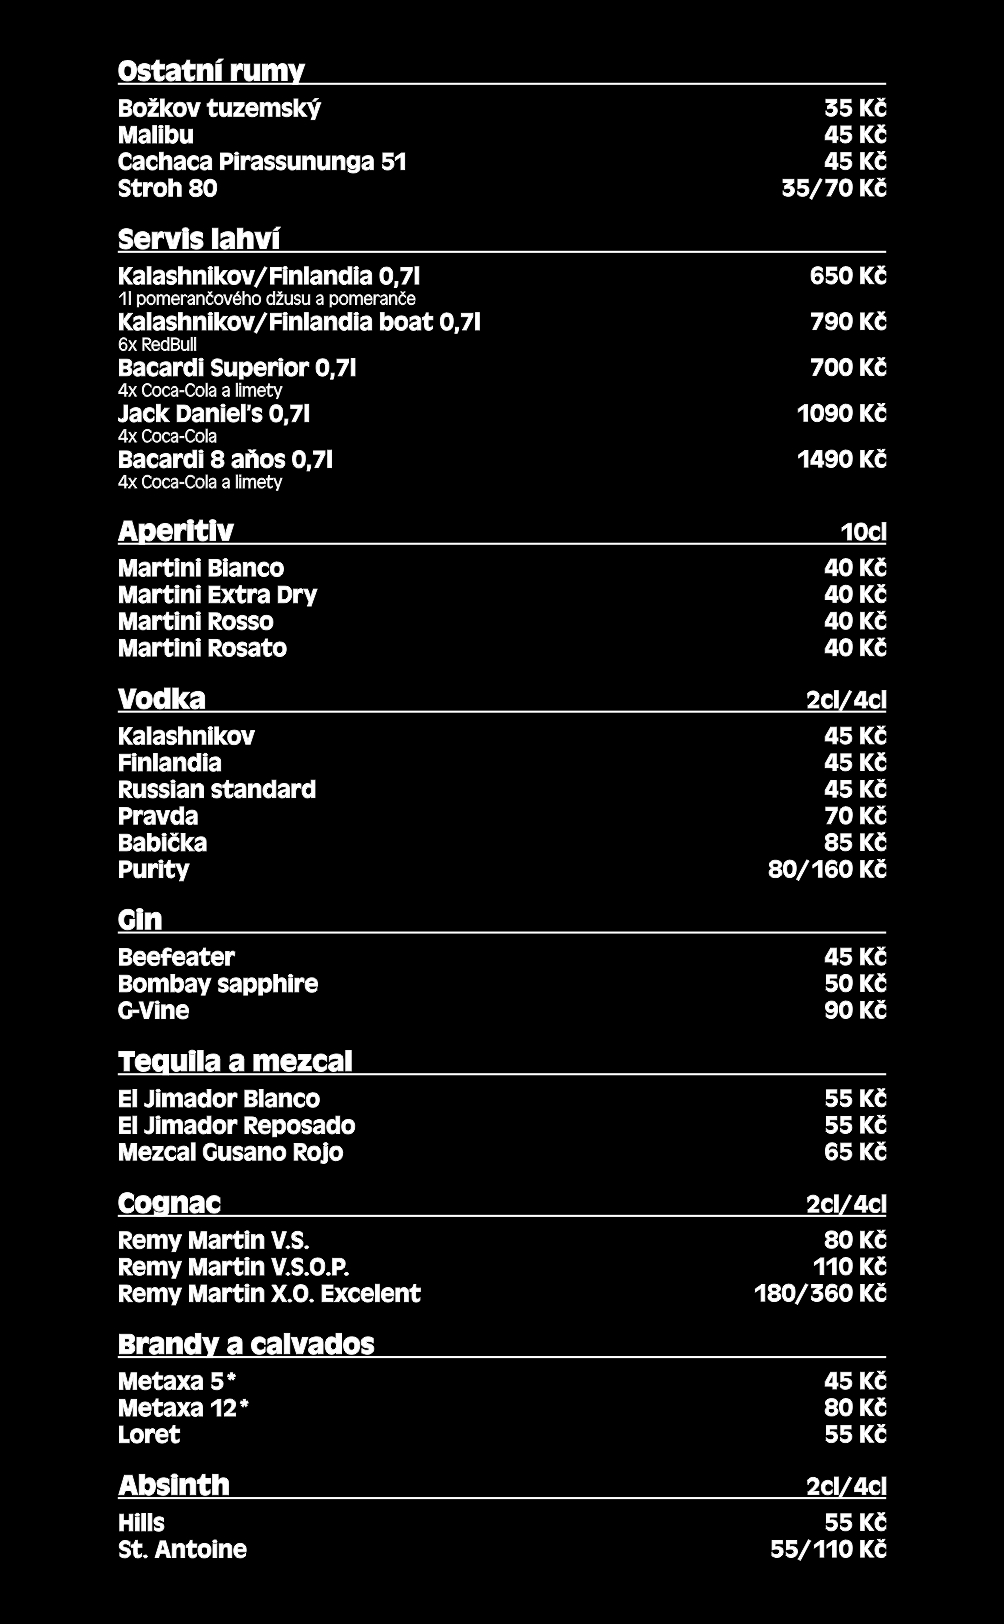 Ostatní rumy
Božkov tuzemský 35 Kč
Malibu 45 Kč
Cachaca Pirassununga 51 45 Kč
Stroh 80 35/70 Kč
Servis lahví
Kalashnikov/Finlandia 0,7l 650 Kč
1l pomerančového džusu a pomeranče
Kalashnikov/Finlandia boat 0,7l 790 Kč
6x RedBull
Bacardi Superior 0,7l 700 Kč
4x Coca-Cola a limety
Jack Daniel's 0,7l 1090 Kč
4x Coca-Cola
Bacardi 8 aňos 0,7l 1490 Kč
4x Coca-Cola a limety
Aperitiv 10cl
Martini Bianco 40 Kč
Martini Extra Dry 40 Kč
Martini Rosso 40 Kč
Martini Rosato 40 Kč
Vodka 2cl/4cl
Kalashnikov 45 Kč
Finlandia 45 Kč
Russian standard 45 Kč
Pravda 70 Kč
Babička 85 Kč
Purity 80/160 Kč
Gin
Beefeater 45 Kč
Bombay sapphire 50 Kč
G-Vine 90 Kč
Tequila a mezcal
El Jimador Blanco 55 Kč
El Jimador Reposado 55 Kč
Mezcal Gusano Rojo 65 Kč
Cognac 2cl/4cl
Remy Martin V.S. 80 Kč
Remy Martin V.S.O.P. 110 Kč
Remy Martin X.O. Excelent 180/360 Kč
Brandy a calvados
Metaxa 5* 45 Kč
Metaxa 12* 80 Kč
Loret 55 Kč
Absinth 2cl/4cl
Hills 55 Kč
St. Antoine 55/110 Kč